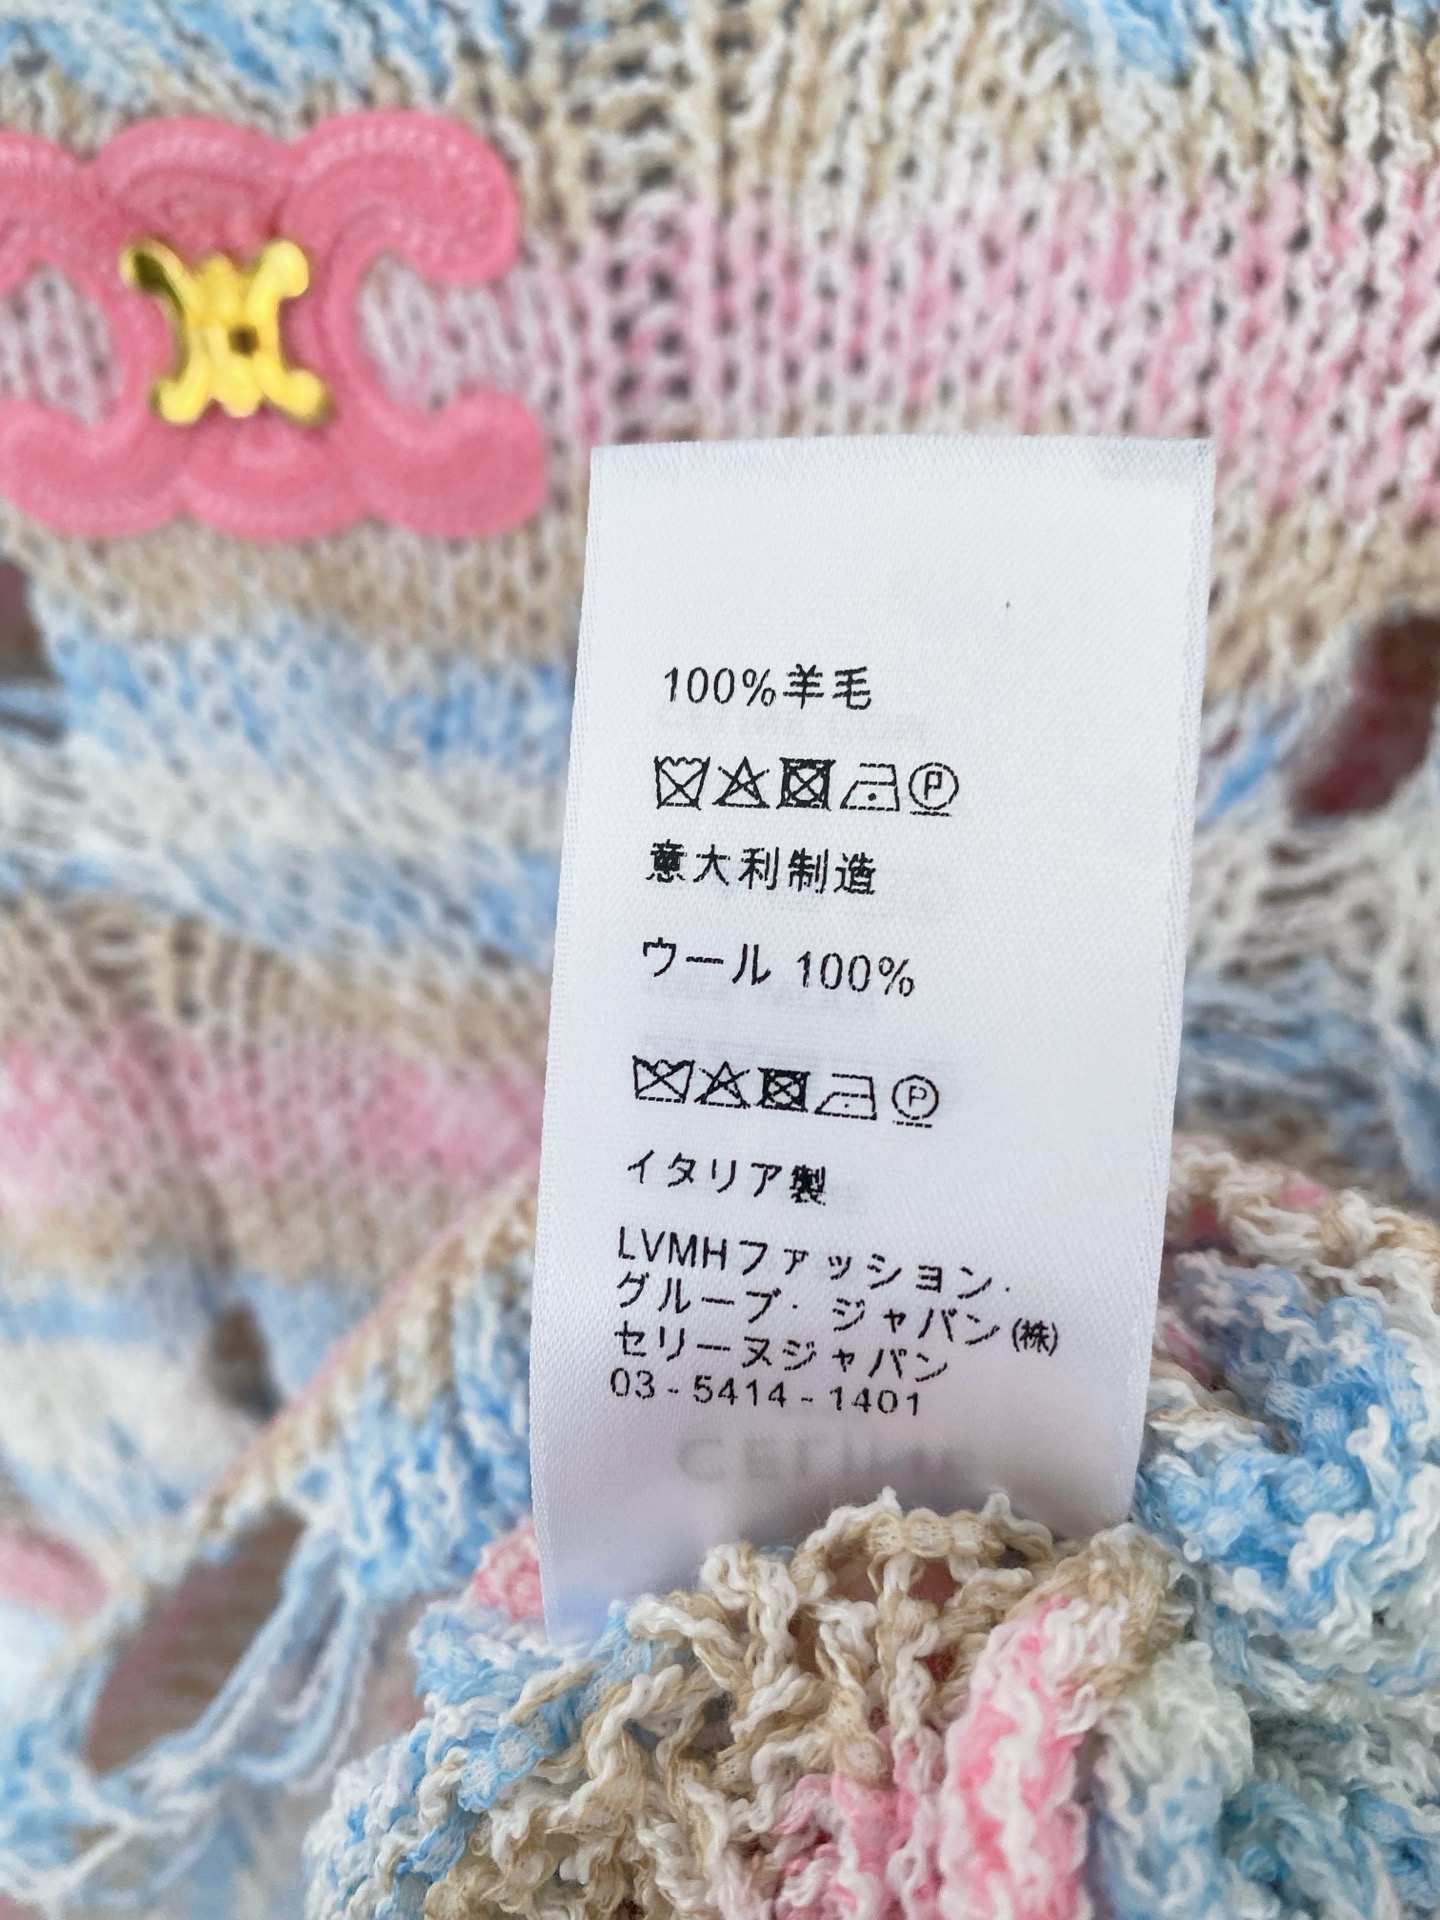 100%羊毛
意大利制造
ウール 100%
イタリア製
LVMHファッション.
グループ・ジャパン(株)
セリーヌジャパン
03-5414-1401